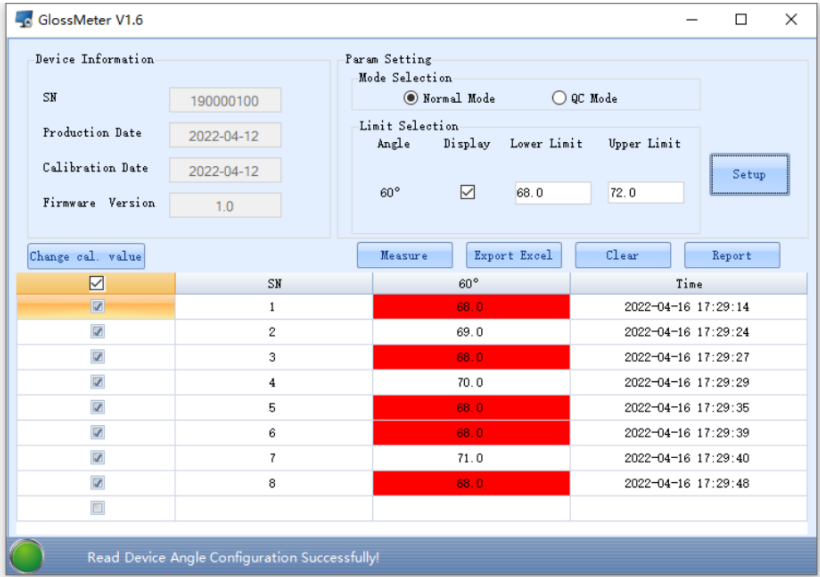 GlossMeter V1.6
Device Information
SN 190000100
Production Date 2022-04-12
Calibration Date 2022-04-12
Firmware Version 1.0
Param Setting
Mode Selection
Normal Mode QC Mode
Limit Selection
Angle Display Lower Limit Upper Limit
60° 68.0 72.0
Setup
Change cal. value Measure Export Excel Clear Report
SN 60° Time
1 68.0 2022-04-16 17:29:14
2 69.0 2022-04-16 17:29:24
3 68.0 2022-04-16 17:29:27
4 70.0 2022-04-16 17:29:29
5 68.0 2022-04-16 17:29:35
6 68.0 2022-04-16 17:29:39
7 71.0 2022-04-16 17:29:40
8 68.0 2022-04-16 17:29:48
Read Device Angle Configuration Successfully!